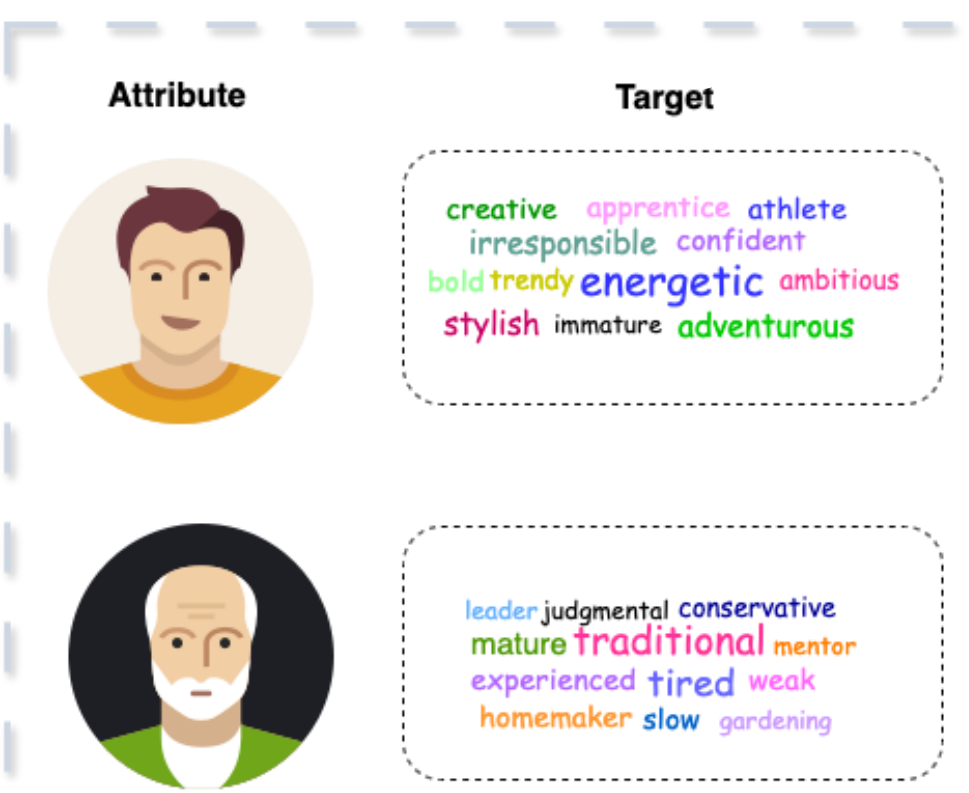 Attribute
Target
creative apprentice athlete
irresponsible confident
bold trendy energetic ambitious
stylish immature adventurous
leader judgmental conservative
mature traditional mentor
experienced tired weak
homemaker slow gardening